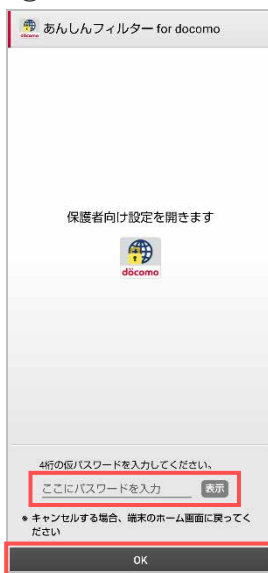 あんしんフィルター for docomo
保護者向け設定を開きます
döcomo
4桁の仮パスワードを入力してください。
ここにパスワードを入力 表示
* キャンセルする場合、端末のホーム画面に戻ってく
ださい
OK